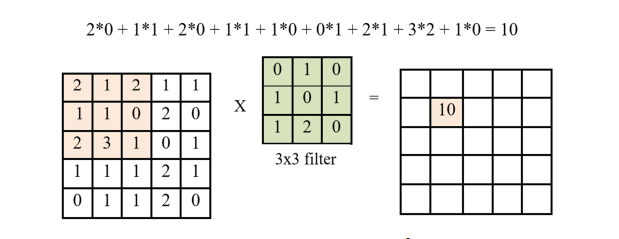 2*0 + 1*1 + 2*0 + 1*1 + 1*0 + 0*1 + 2*1 + 3*2 + 1*0 = 10
2 1 2 1 1
1 1 0 2 0
2 3 1 0 1
1 1 1 2 1
0 1 1 2 0
X
0 1 0
1 0 1
1 2 0
3x3 filter
=
10